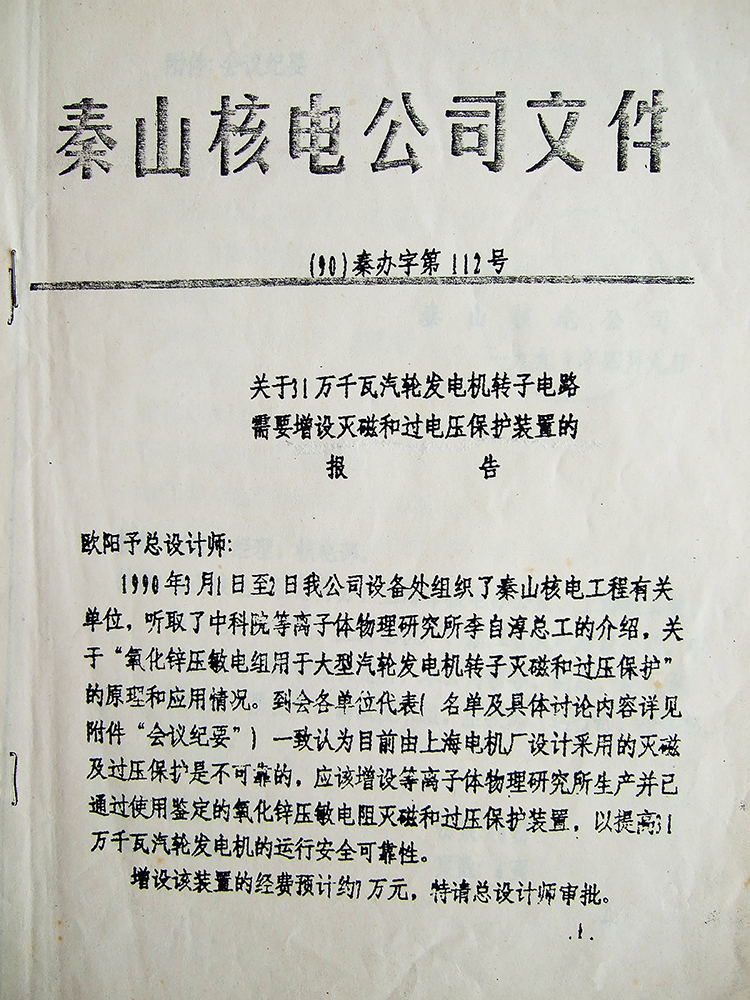 秦山核电公司文件
(90)秦办字第112号
关于31万千瓦汽轮发电机转子电路
需要增设灭磁和过电压保护装置的
报 告
欧阳予总设计师:
1990年3月1日至2日我公司设备处组织了秦山核电工程有关
单位，听取了中科院等离子体物理研究所李自淳总工的介绍，关
于“氧化锌压敏电组用于大型汽轮发电机转子灭磁和过压保护”
的原理和应用情况。到会各单位代表( 名单及具体讨论内容详见
附件“会议纪要”) 一致认为目前由上海电机厂设计采用的灭磁
及过压保护是不可靠的，应该增设等离子体物理研究所生产并已
通过使用鉴定的氧化锌压敏电阻灭磁和过压保护装置，以提高31
万千瓦汽轮发电机的运行安全可靠性。
增设该装置的经费预计约7万元，特请总设计师审批。
.1.